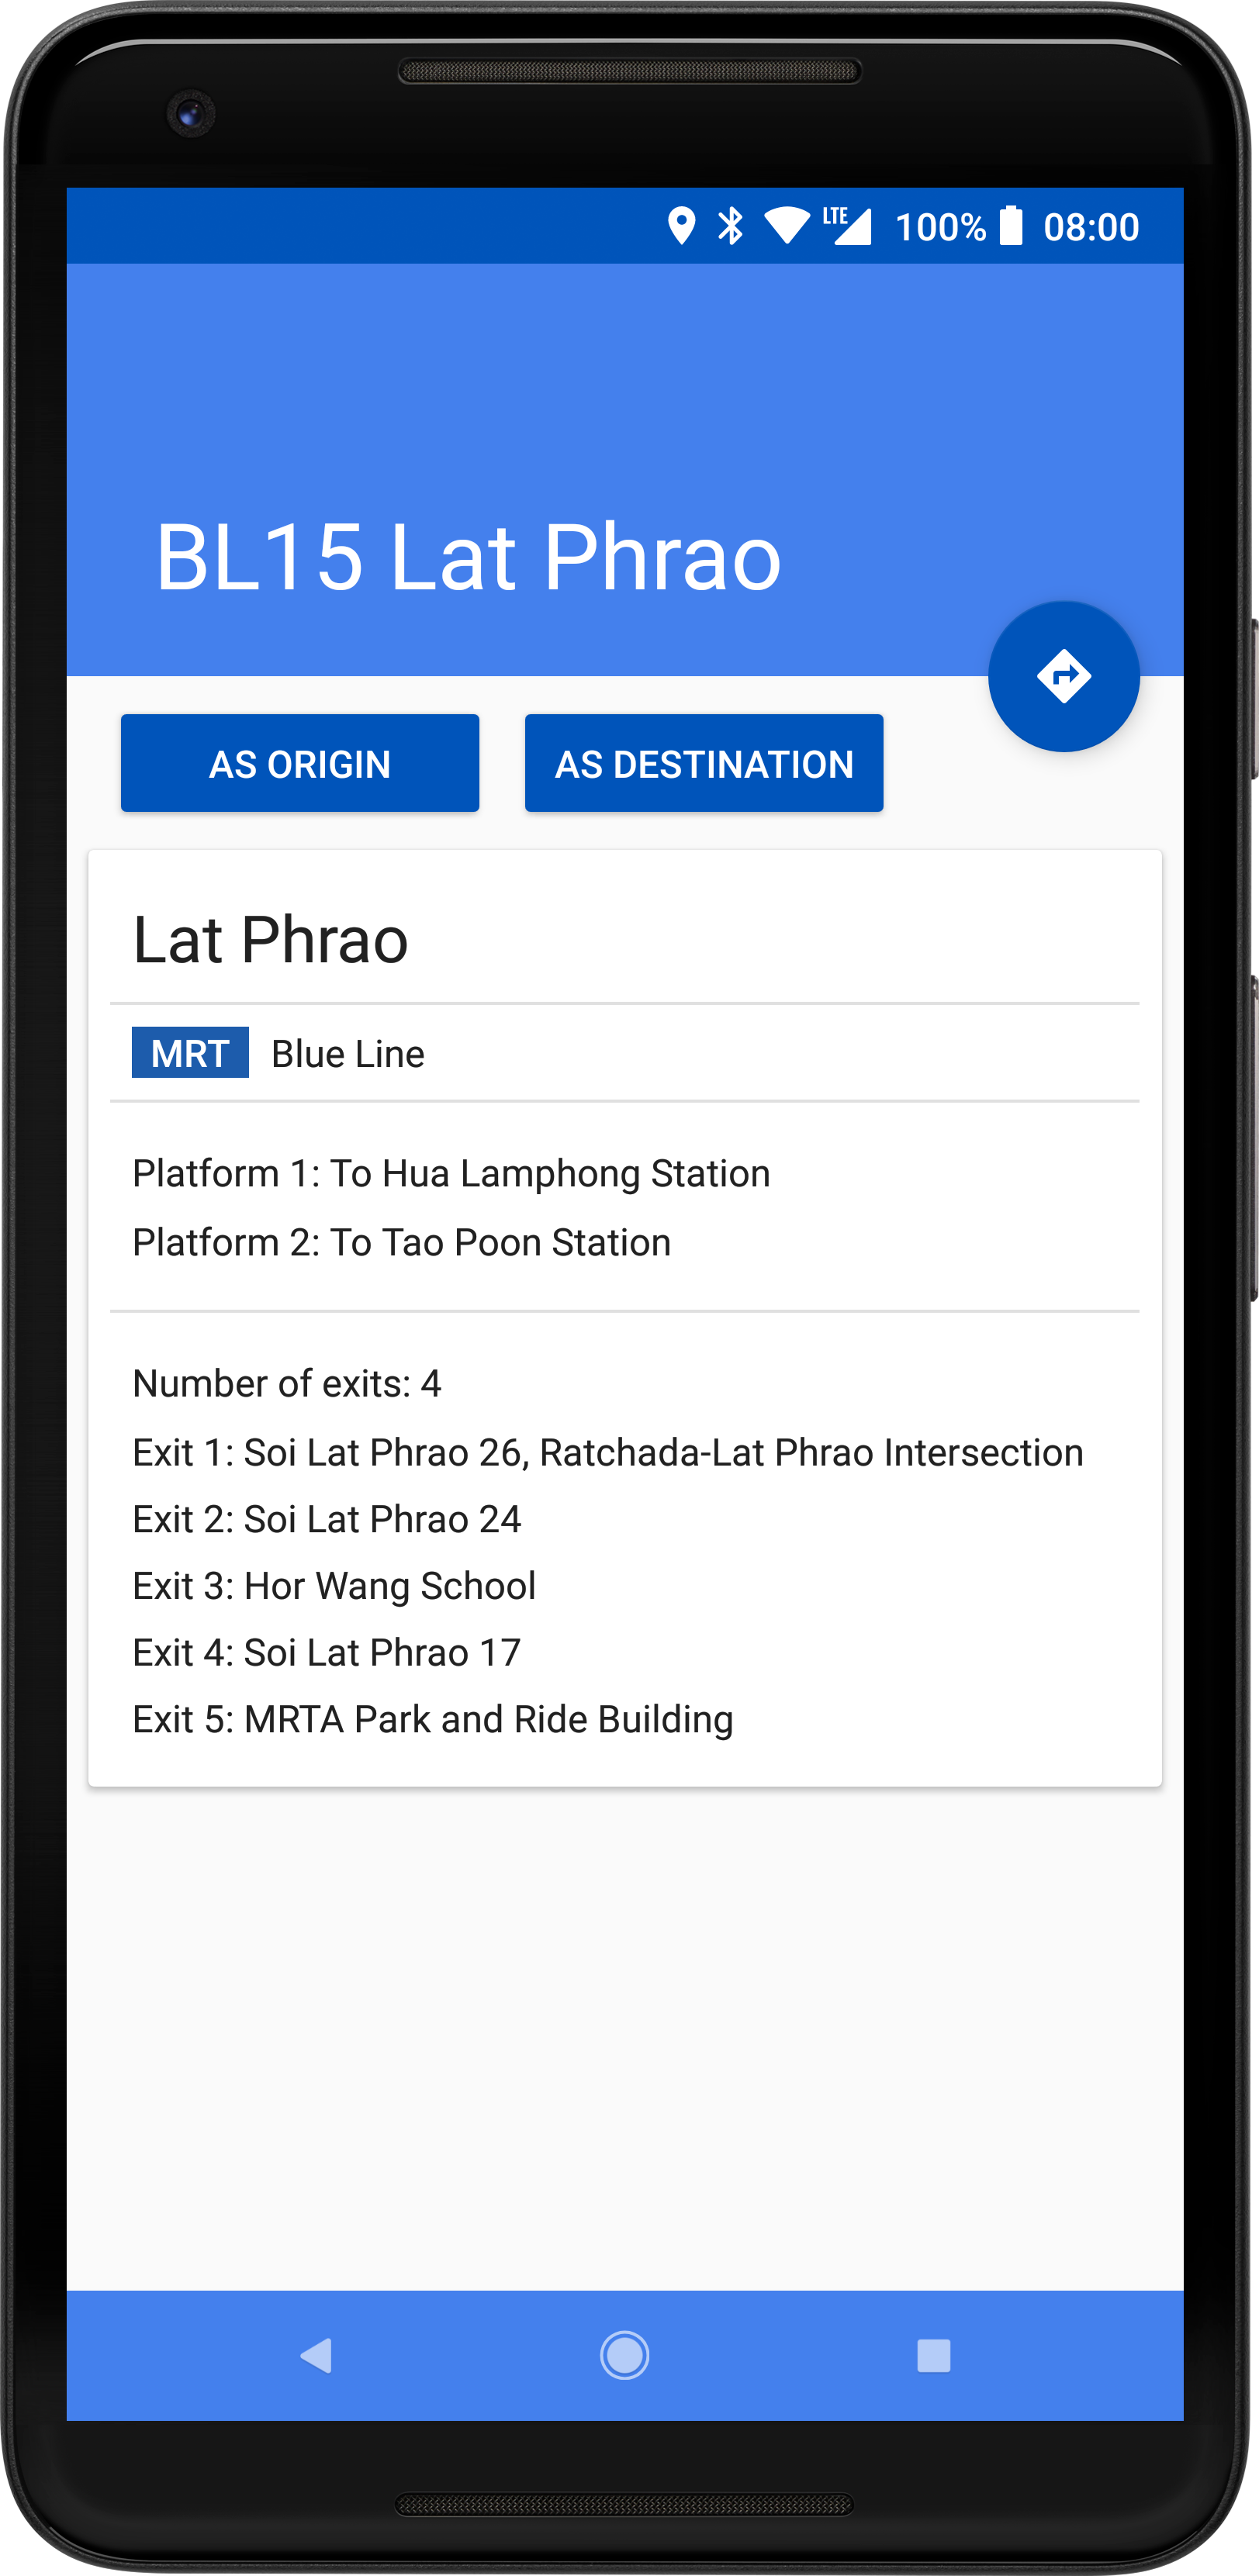 LTE 100% 08:00
BL15 Lat Phrao
AS ORIGIN AS DESTINATION
Lat Phrao
MRT Blue Line
Platform 1: To Hua Lamphong Station
Platform 2: To Tao Poon Station
Number of exits: 4
Exit 1: Soi Lat Phrao 26, Ratchada-Lat Phrao Intersection
Exit 2: Soi Lat Phrao 24
Exit 3: Hor Wang School
Exit 4: Soi Lat Phrao 17
Exit 5: MRTA Park and Ride Building